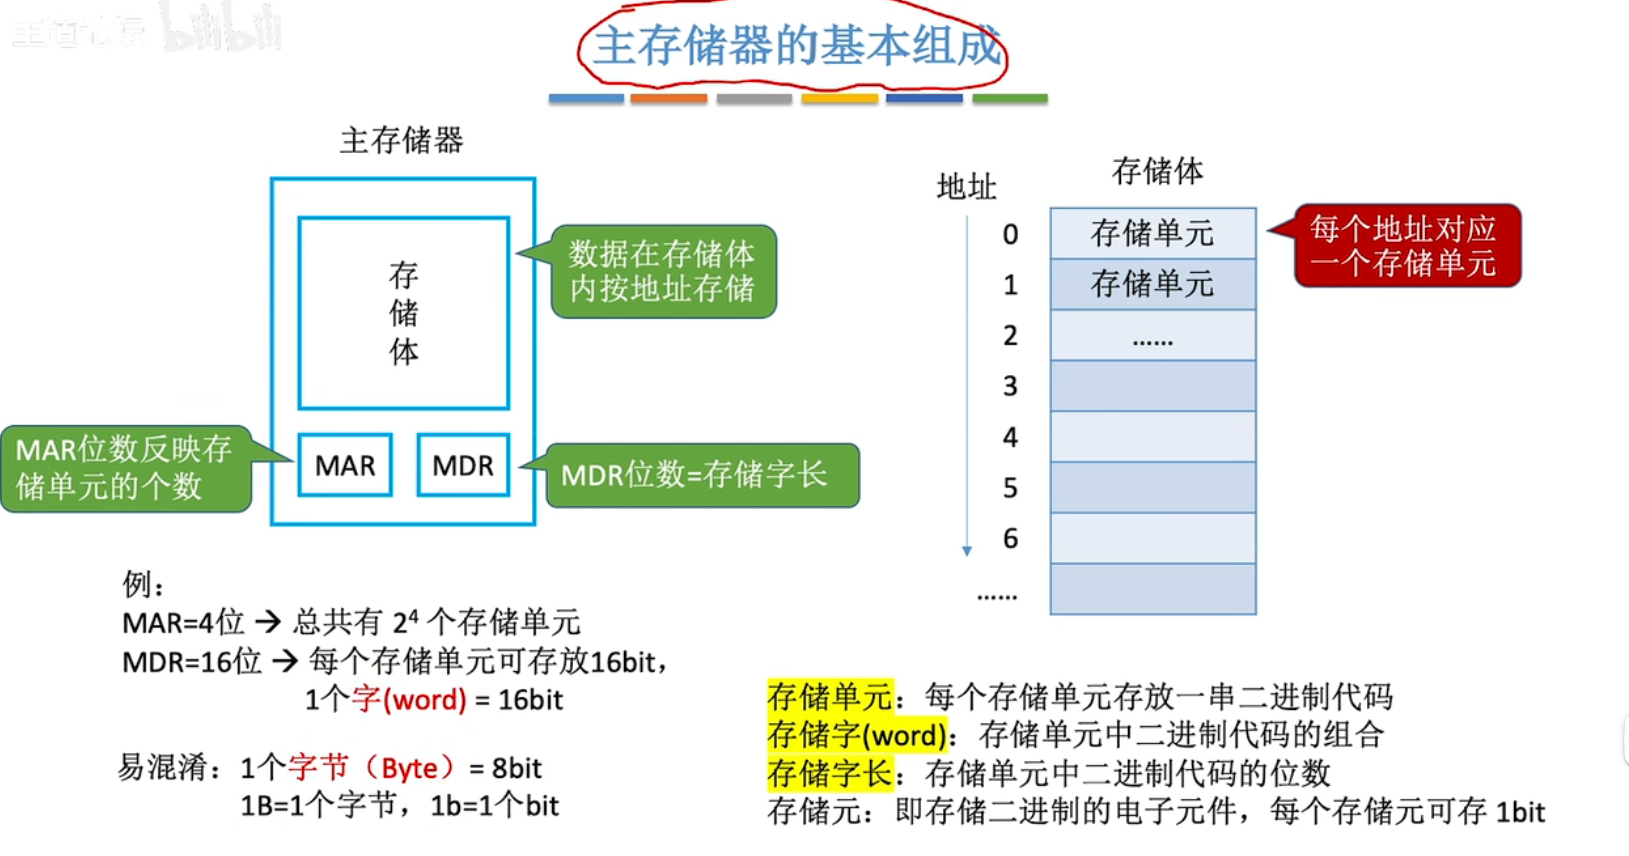 王道论坛 bilibili
主存储器的基本组成
主存储器
存储体
数据在存储体
内按地址存储
MAR位数反映存
储单元的个数
MAR
MDR
MDR位数=存储字长
例：
MAR=4位 → 总共有 2⁴ 个存储单元
MDR=16位 → 每个存储单元可存放16bit，
1个字(word) = 16bit
易混淆：1个字节（Byte）= 8bit
1B=1个字节，1b=1个bit
地址
存储体
0 存储单元
1 存储单元
2 ……
3
4
5
6
……
每个地址对应
一个存储单元
存储单元：每个存储单元存放一串二进制代码
存储字(word)：存储单元中二进制代码的组合
存储字长：存储单元中二进制代码的位数
存储元：即存储二进制的电子元件，每个存储元可存 1bit